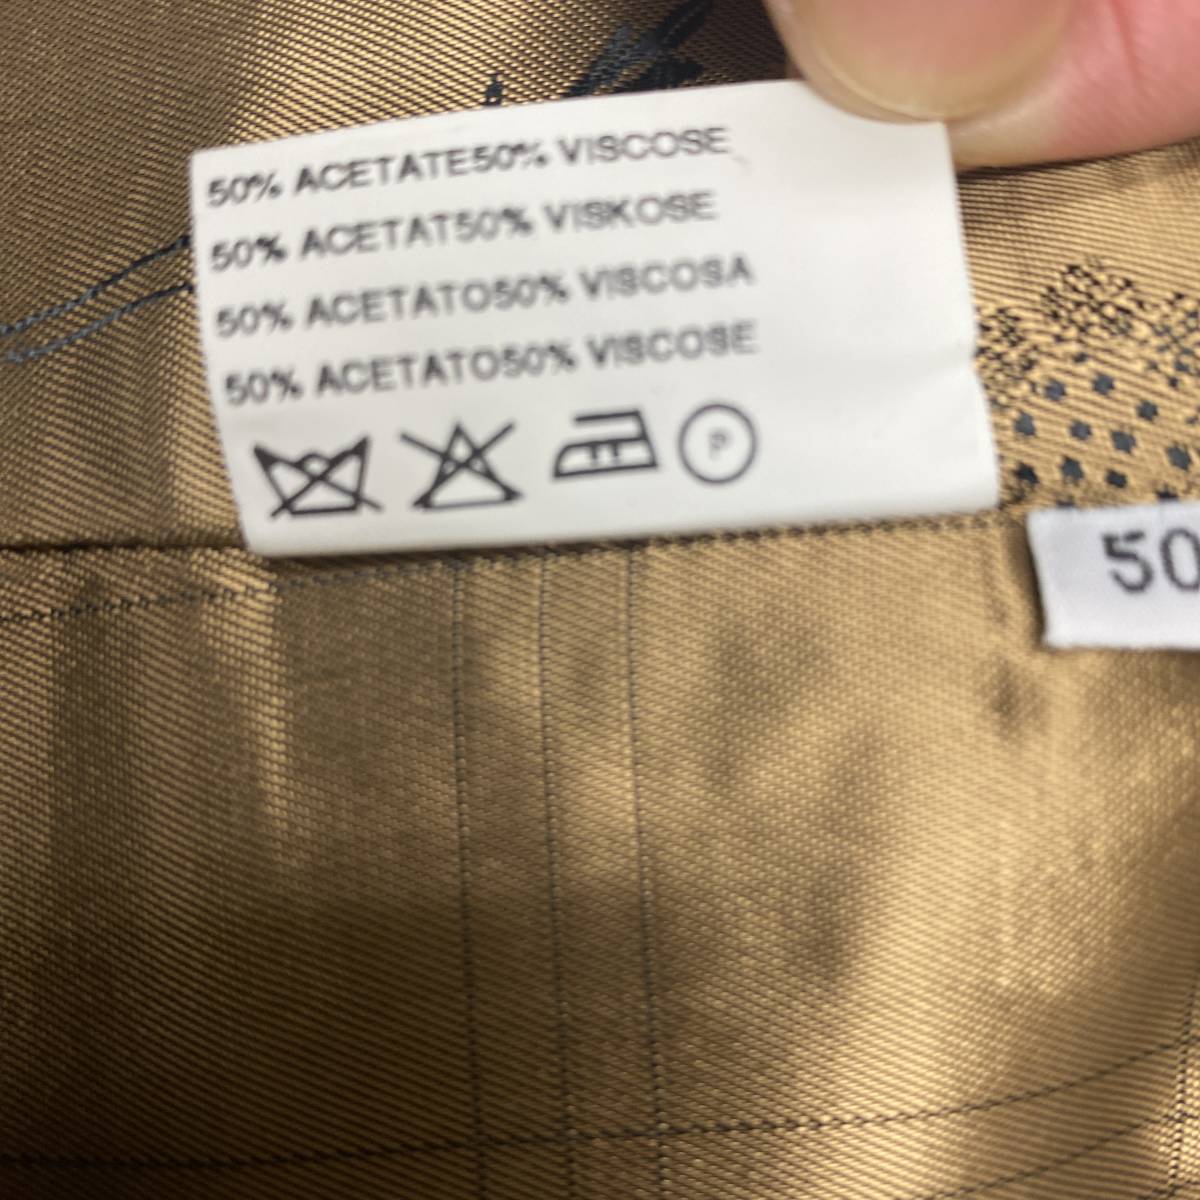 50% ACETATE50% VISCOSE
50% ACETAT50% VISKOSE
50% ACETATO50% VISCOSA
50% ACETATO50% VISCOSE
P
50